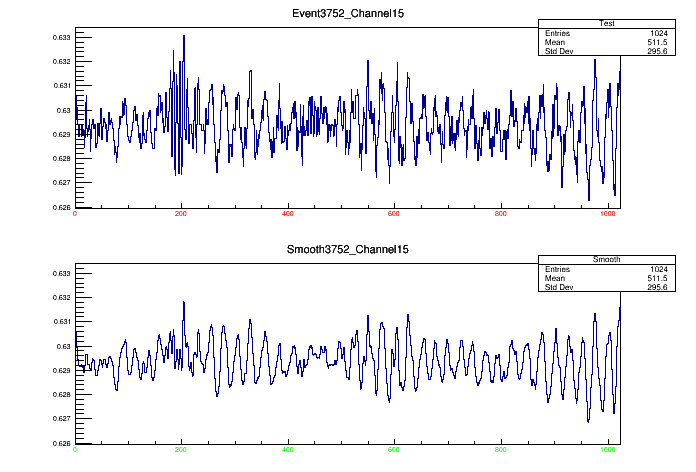 Event3752_Channel15
Test
Entries 1024
Mean 511.5
Std Dev 295.6
0.633
0.632
0.631
0.63
0.629
0.628
0.627
0.626
0 200 400 600 800 1000
Smooth3752_Channel15
Smooth
Entries 1024
Mean 511.5
Std Dev 295.6
0.633
0.632
0.631
0.63
0.629
0.628
0.627
0.626
0 200 400 600 800 1000